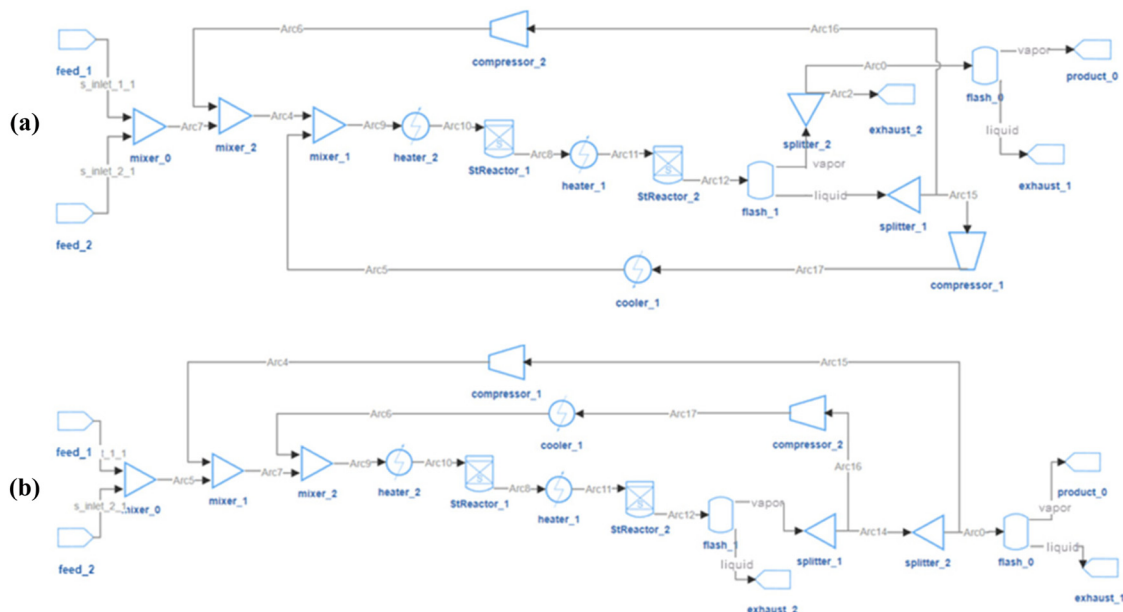 (a)
feed_1
s_inlet_1_1
s_inlet_2_1
feed_2
mixer_0
Arc7
mixer_2
Arc4
mixer_1
Arc9
heater_2
Arc10
StReactor_1
Arc8
heater_1
Arc11
StReactor_2
Arc12
flash_1
vapor
liquid
splitter_2
Arc2
exhaust_2
Arc0
flash_0
vapor
product_0
liquid
exhaust_1
splitter_1
Arc15
compressor_1
Arc17
cooler_1
Arc5
Arc16
compressor_2
Arc6
(b)
feed_1
t_1_1
s_inlet_2_1
feed_2
mixer_0
Arc5
mixer_1
Arc7
mixer_2
Arc9
heater_2
Arc10
StReactor_1
Arc8
heater_1
Arc11
StReactor_2
Arc12
flash_1
vapor
liquid
exhaust_2
splitter_1
Arc14
splitter_2
Arc0
flash_0
vapor
product_0
liquid
exhaust_1
Arc16
compressor_2
Arc17
cooler_1
Arc6
Arc15
compressor_1
Arc4